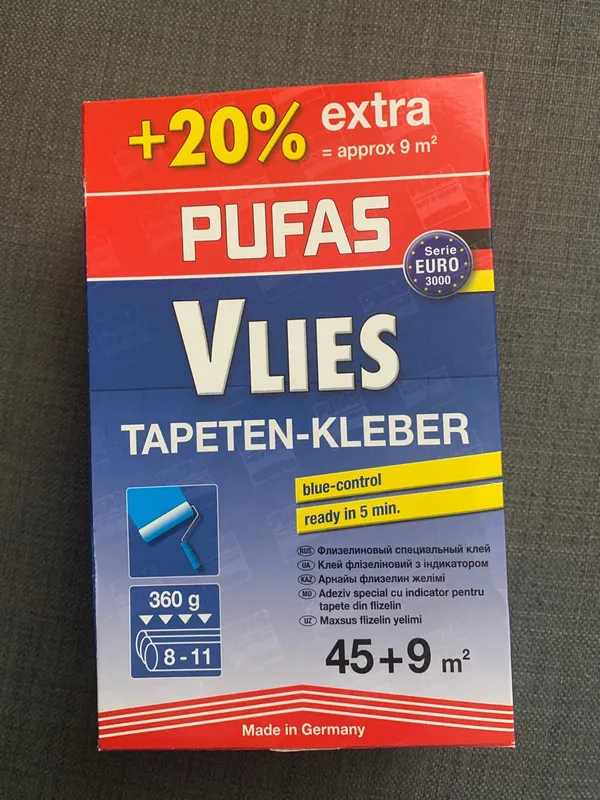 +20% extra
= approx 9 m²
PUFAS
Serie
EURO
3000
VLIES
TAPETEN-KLEBER
blue-control
ready in 5 min.
RUS Флизелиновый специальный клей
UA Клей флізеліновий з індикатором
KAZ Арнайы флизелин желімі
MD Adeziv special cu indicator pentru
tapete din flizelin
UZ Maxsus flizelin yelimi
360 g
8 - 11
45+9 m²
Made in Germany